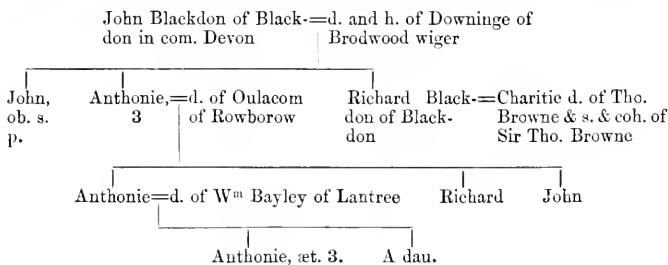 John Blackdon of Black-=d. and h. of Downinge of
don in com. Devon Brodwood wiger
John, Anthonie,=d. of Oulacom Richard Black-=Charitie d. of Tho.
ob. s. 3 of Rowborow don of Black- Browne & s. & coh. of
p. don Sir Tho. Browne
Anthonie=d. of Wm Bayley of Lantree Richard John
Anthonie, æt. 3. A dau.